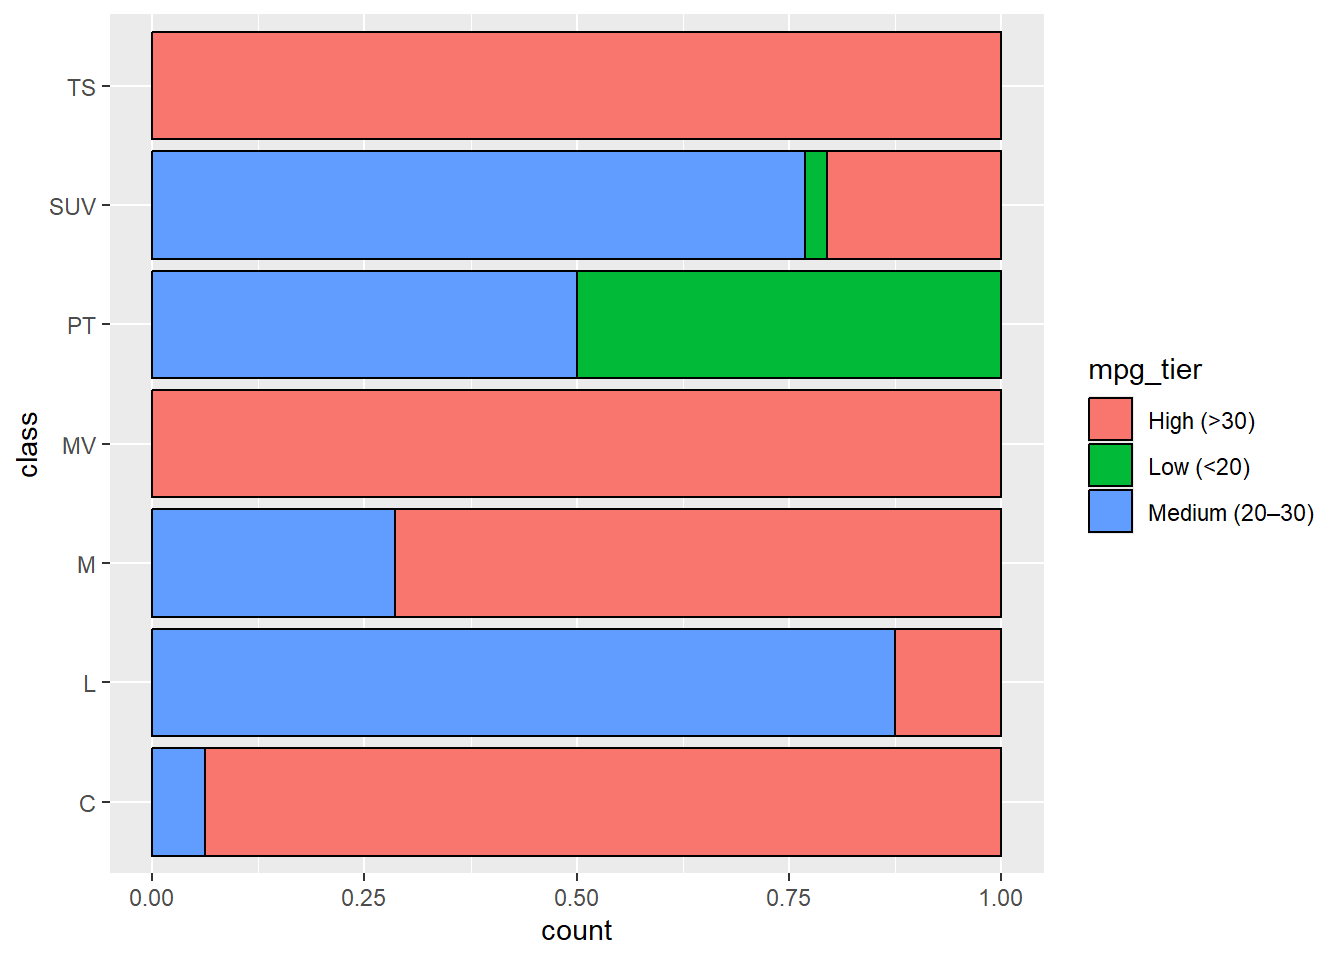 TS
SUV
PT
MV
M
L
C
class
0.00 0.25 0.50 0.75 1.00
count
mpg_tier
High (>30)
Low (<20)
Medium (20–30)